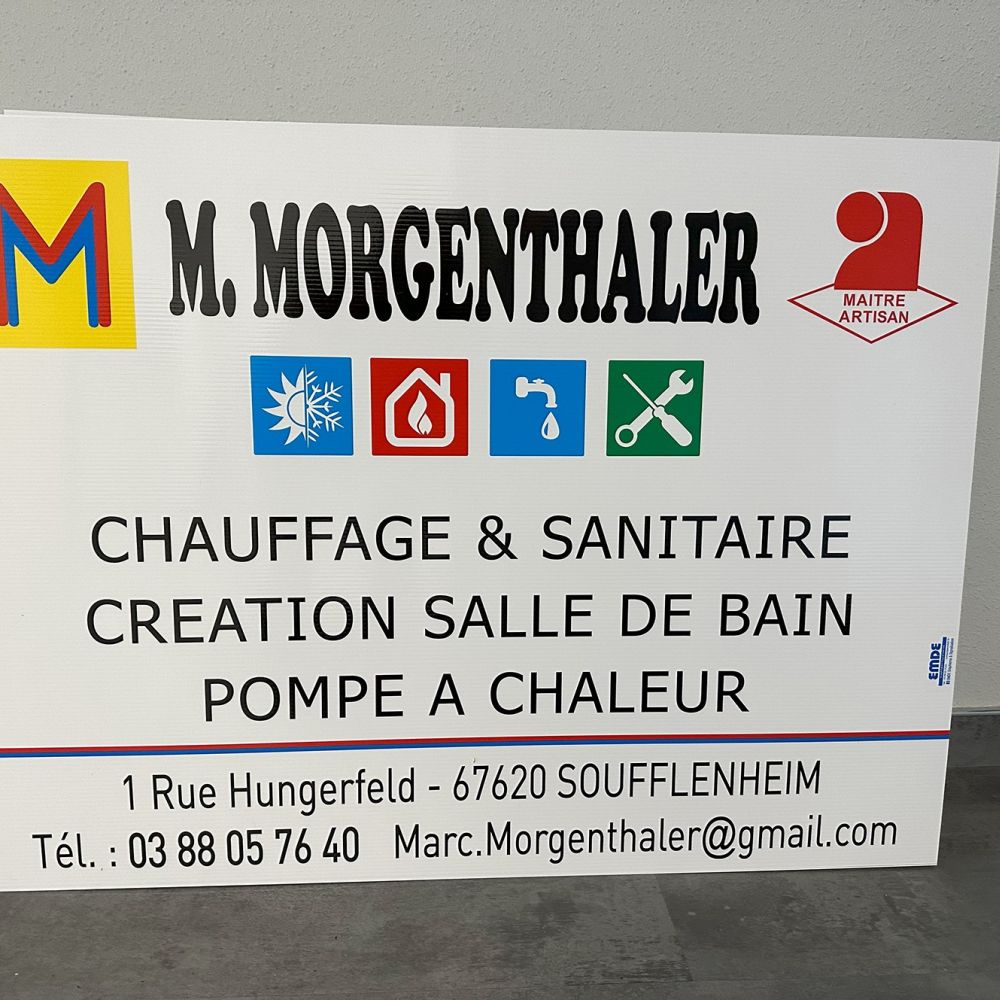 M
M. MORGENTHALER
MAITRE
ARTISAN
CHAUFFAGE & SANITAIRE
CREATION SALLE DE BAIN
POMPE A CHALEUR
EMDE
1 Rue Hungerfeld - 67620 SOUFFLENHEIM
Tél. : 03 88 05 76 40 Marc.Morgenthaler@gmail.com